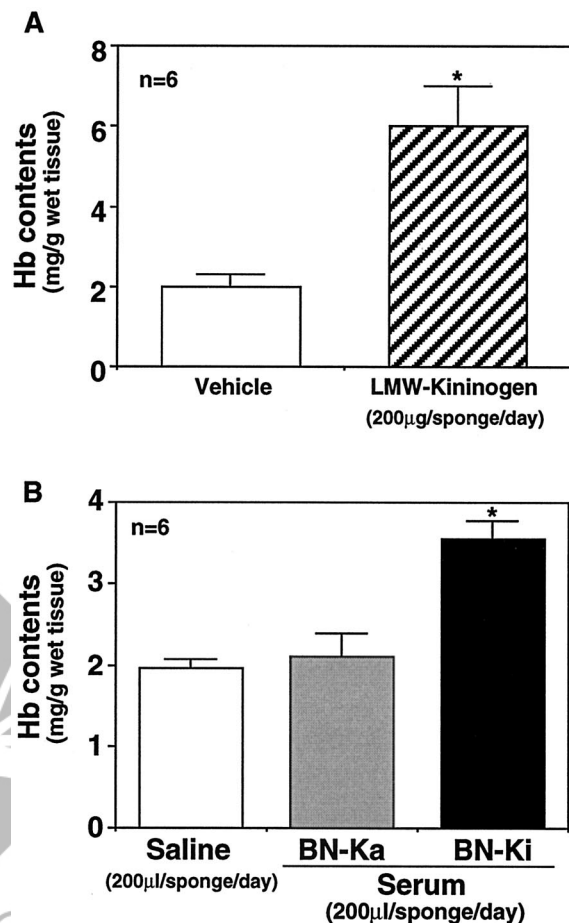 A
8
6
4
2
0
Hb contents
(mg/g wet tissue)
n=6
*
Vehicle
LMW-Kininogen
(200μg/sponge/day)
B
4
3
2
1
0
Hb contents
(mg/g wet tissue)
n=6
*
Saline
BN-Ka
BN-Ki
(200μl/sponge/day)
Serum
(200μl/sponge/day)